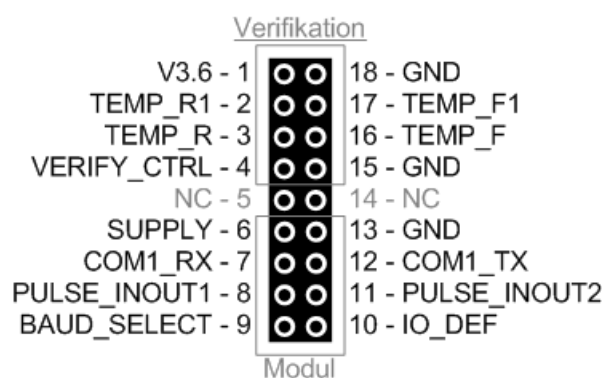 Verifikation
V3.6 - 1 18 - GND
TEMP_R1 - 2 17 - TEMP_F1
TEMP_R - 3 16 - TEMP_F
VERIFY_CTRL - 4 15 - GND
NC - 5 14 - NC
SUPPLY - 6 13 - GND
COM1_RX - 7 12 - COM1_TX
PULSE_INOUT1 - 8 11 - PULSE_INOUT2
BAUD_SELECT - 9 10 - IO_DEF
Modul